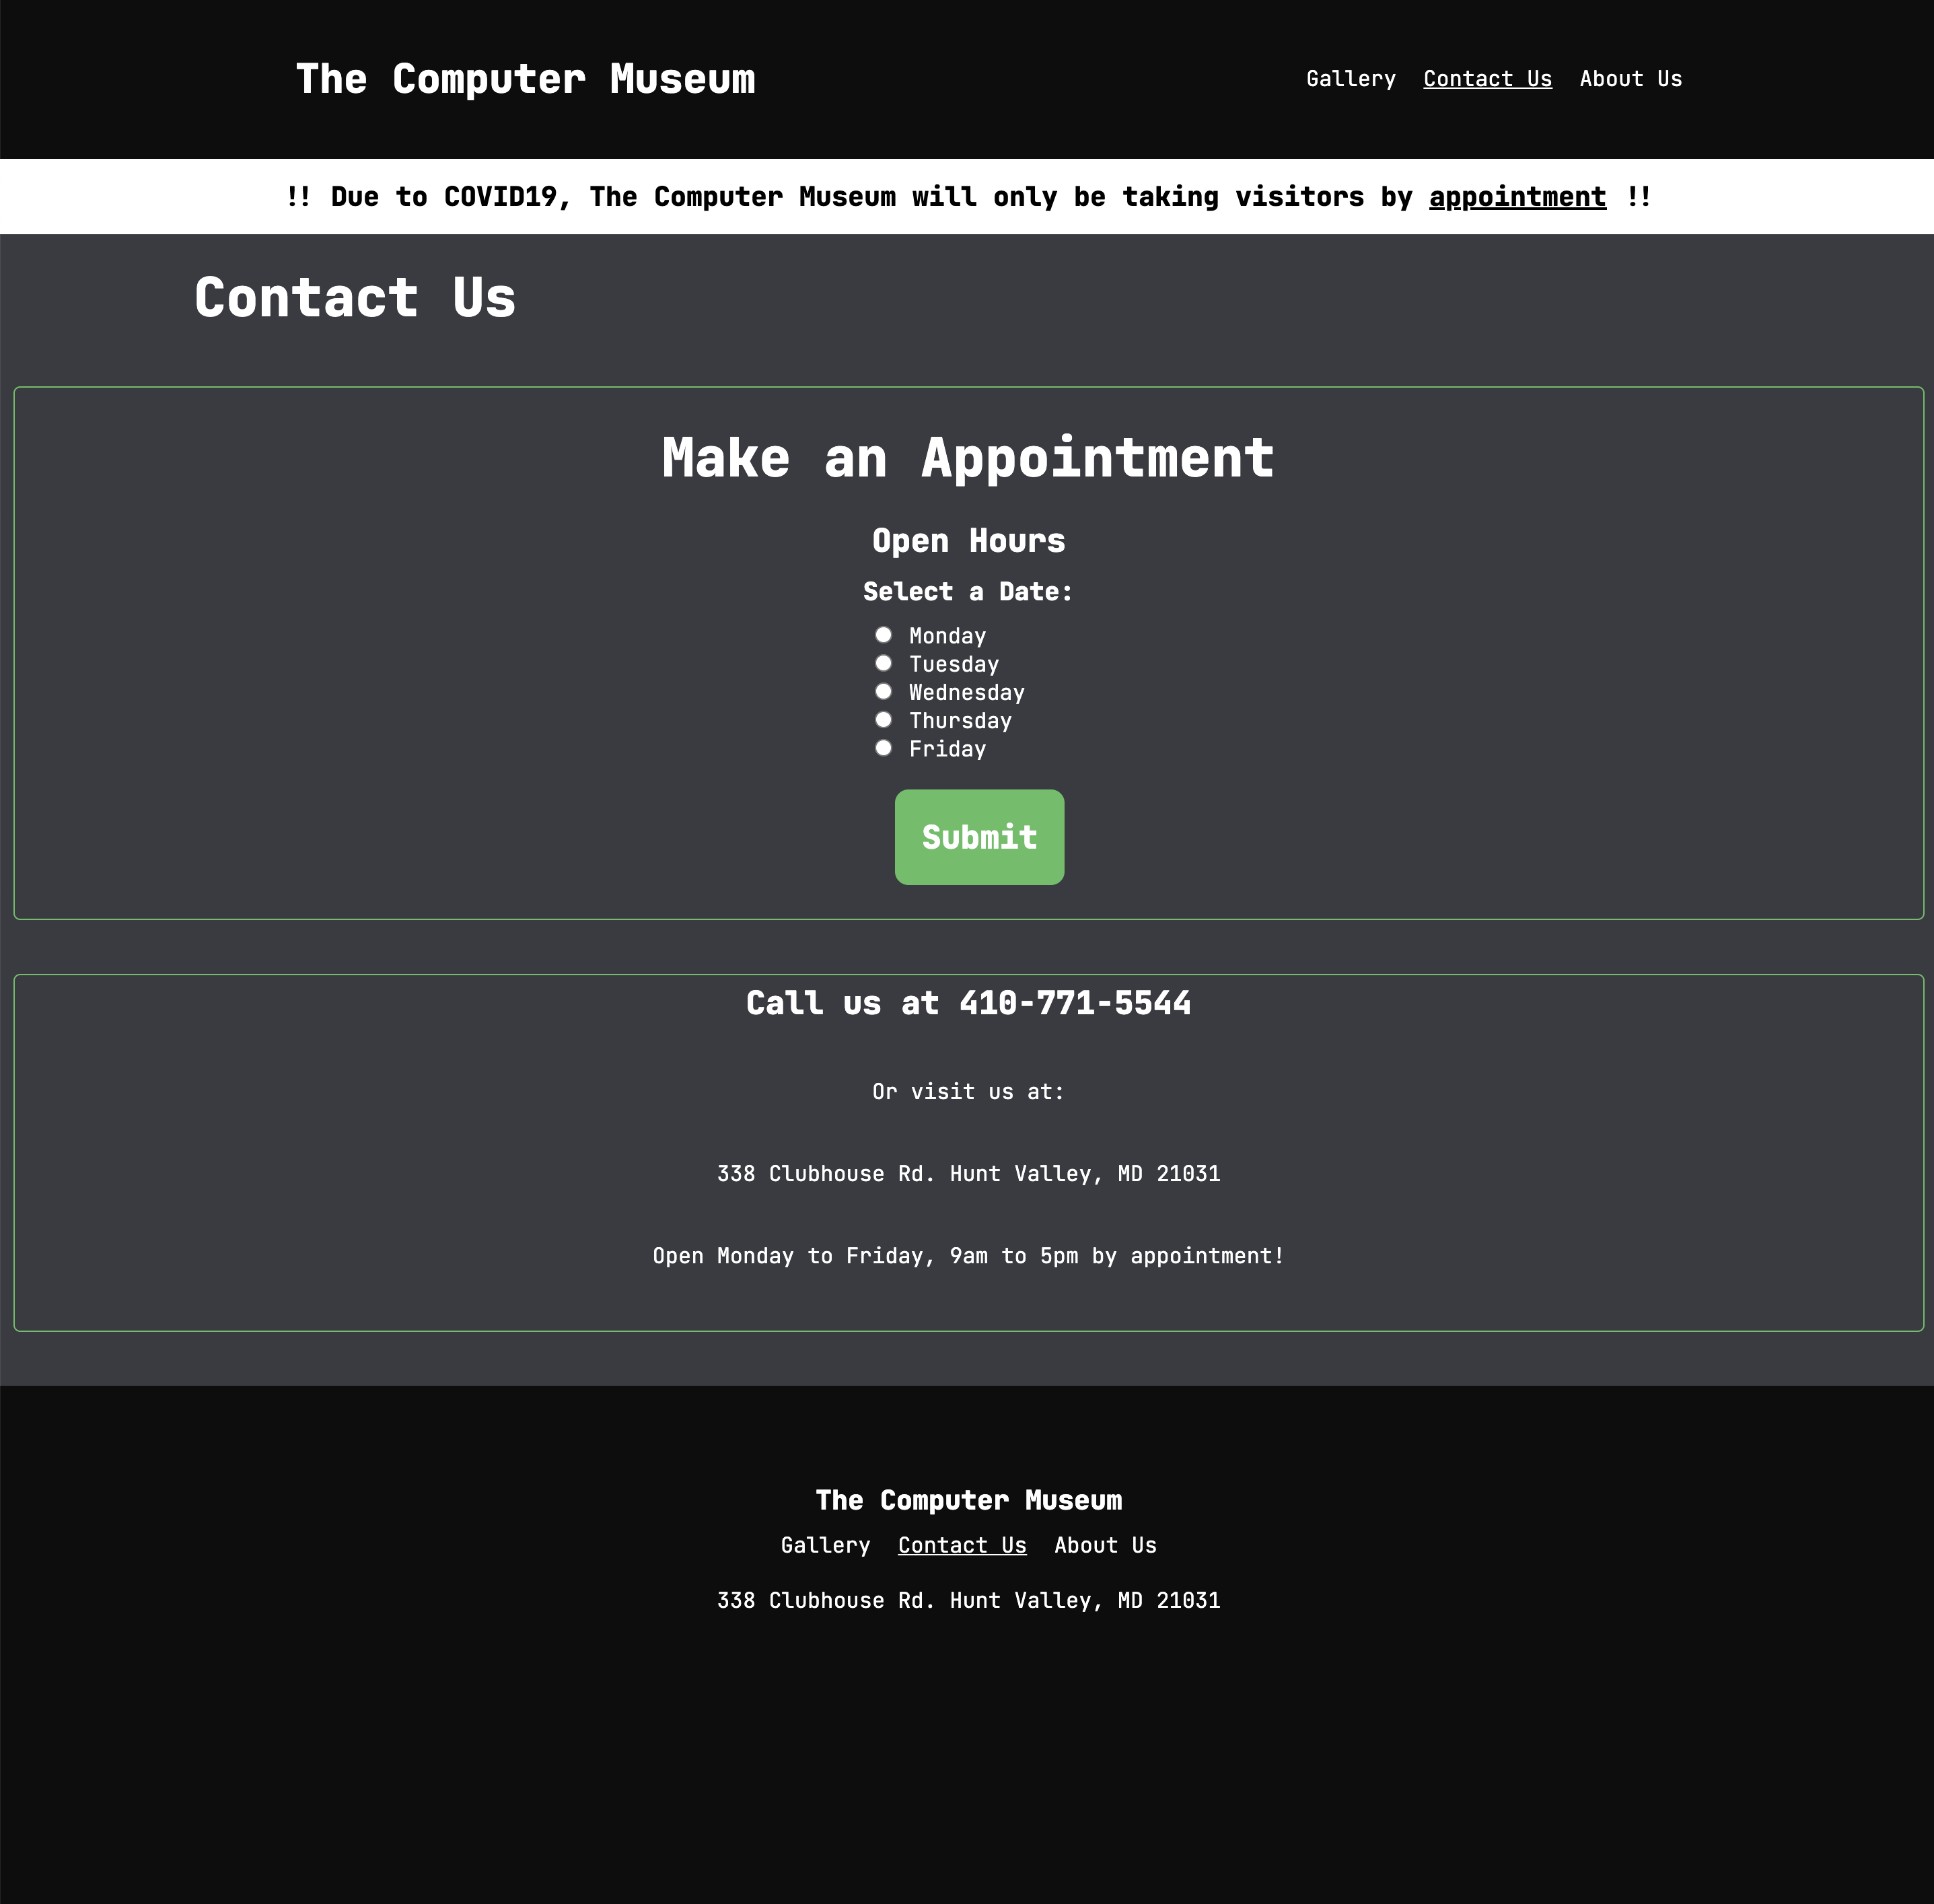 The Computer Museum
Gallery Contact Us About Us
!! Due to COVID19, The Computer Museum will only be taking visitors by appointment !!
Contact Us
Make an Appointment
Open Hours
Select a Date:
Monday
Tuesday
Wednesday
Thursday
Friday
Submit
Call us at 410-771-5544
Or visit us at:
338 Clubhouse Rd. Hunt Valley, MD 21031
Open Monday to Friday, 9am to 5pm by appointment!
The Computer Museum
Gallery Contact Us About Us
338 Clubhouse Rd. Hunt Valley, MD 21031